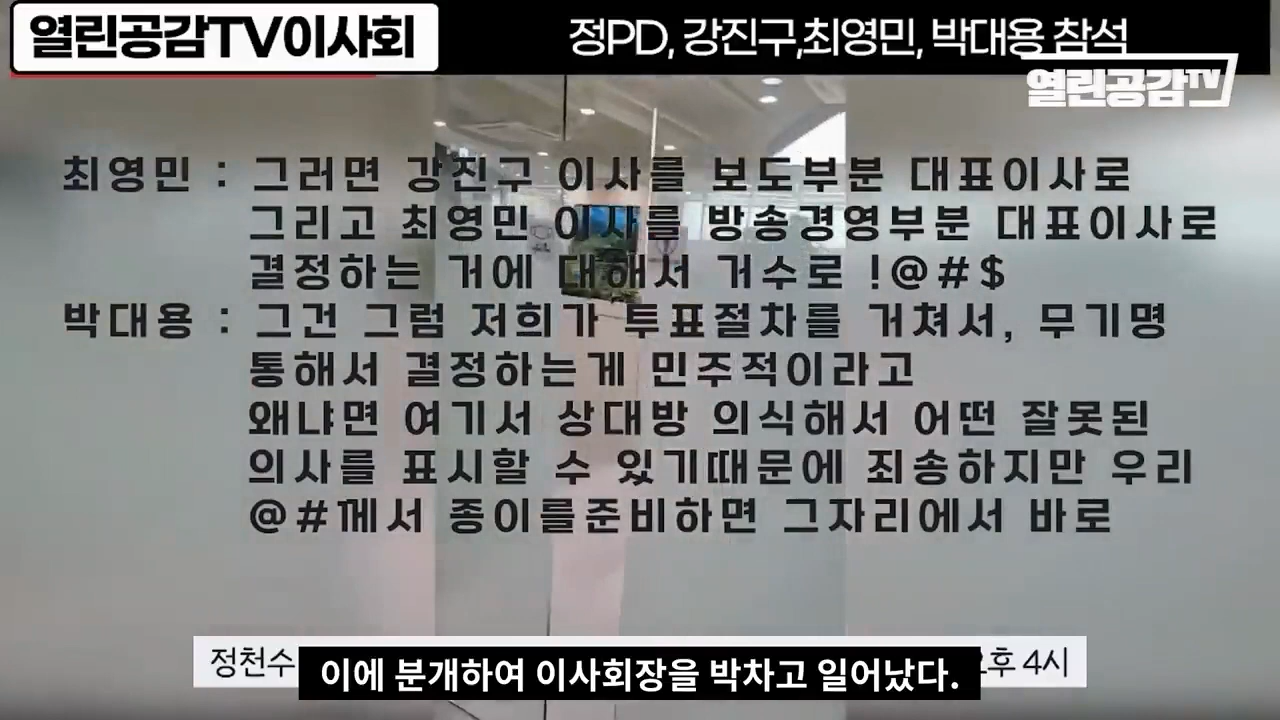 열린공감TV이사회
정PD, 강진구,최영민, 박대용 참석
열린공감TV
최영민 : 그러면 강진구 이사를 보도부분 대표이사로
그리고 최영민 이사를 방송경영부분 대표이사로
결정하는 거에 대해서 거수로 !@#$
박대용 : 그건 그럼 저희가 투표절차를 거쳐서, 무기명
통해서 결정하는게 민주적이라고
왜냐면 여기서 상대방 의식해서 어떤 잘못된
의사를 표시할 수 있기때문에 죄송하지만 우리
@#께서 종이를준비하면 그자리에서 바로
정천수
4시
이에 분개하여 이사회장을 박차고 일어났다.